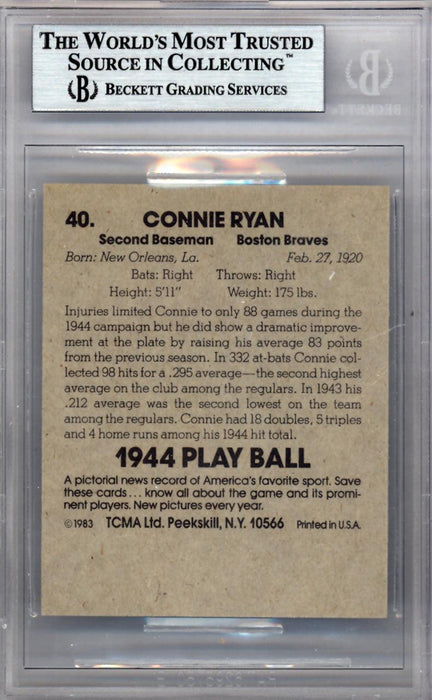 THE WORLD'S MOST TRUSTED
SOURCE IN COLLECTING™
B BECKETT GRADING SERVICES
B
BECKETT
40. CONNIE RYAN
Second Baseman Boston Braves
Born: New Orleans, La. Feb. 27, 1920
Bats: Right Throws: Right
Height: 5'11" Weight: 175 lbs.
Injuries limited Connie to only 88 games during the
1944 campaign but he did show a dramatic improve-
ment at the plate by raising his average 83 points
from the previous season. In 332 at-bats Connie col-
lected 98 hits for a .295 average—the second highest
average on the club among the regulars. In 1943 his
.212 average was the second lowest on the team
among the regulars. Connie had 18 doubles, 5 triples
and 4 home runs among his 1944 hit total.
1944 PLAY BALL
A pictorial news record of America's favorite sport. Save
these cards... know all about the game and its promi-
nent players. New pictures every year.
©1983 TCMA Ltd. Peekskill, N.Y. 10566 Printed in U.S.A.